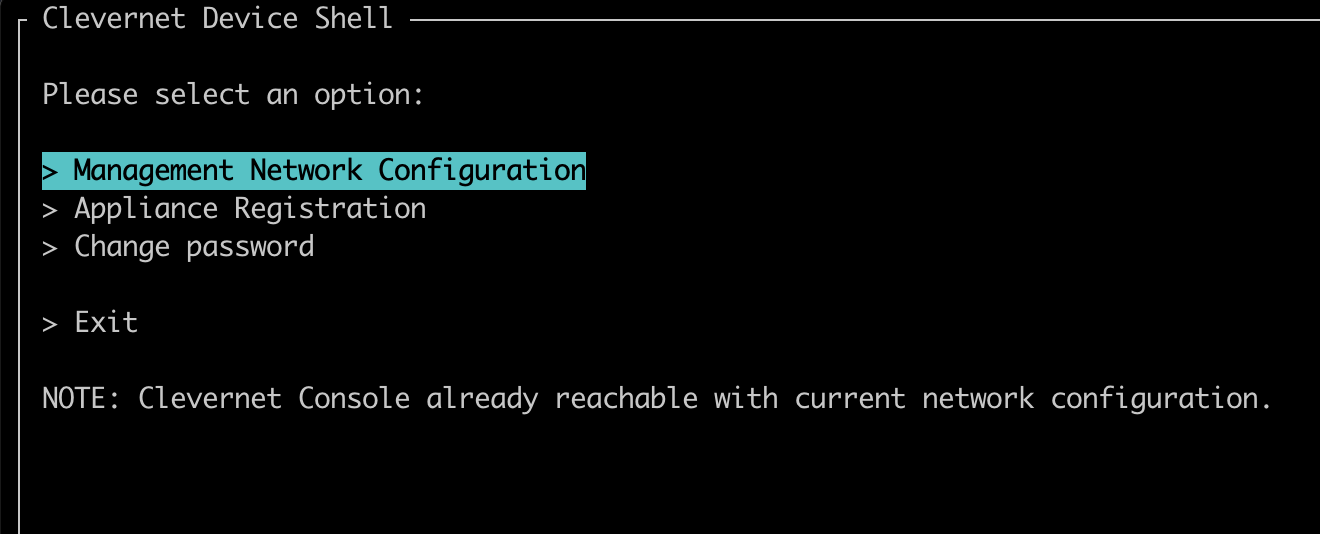 Clevernet Device Shell
Please select an option:
> Management Network Configuration
> Appliance Registration
> Change password
> Exit
NOTE: Clevernet Console already reachable with current network configuration.